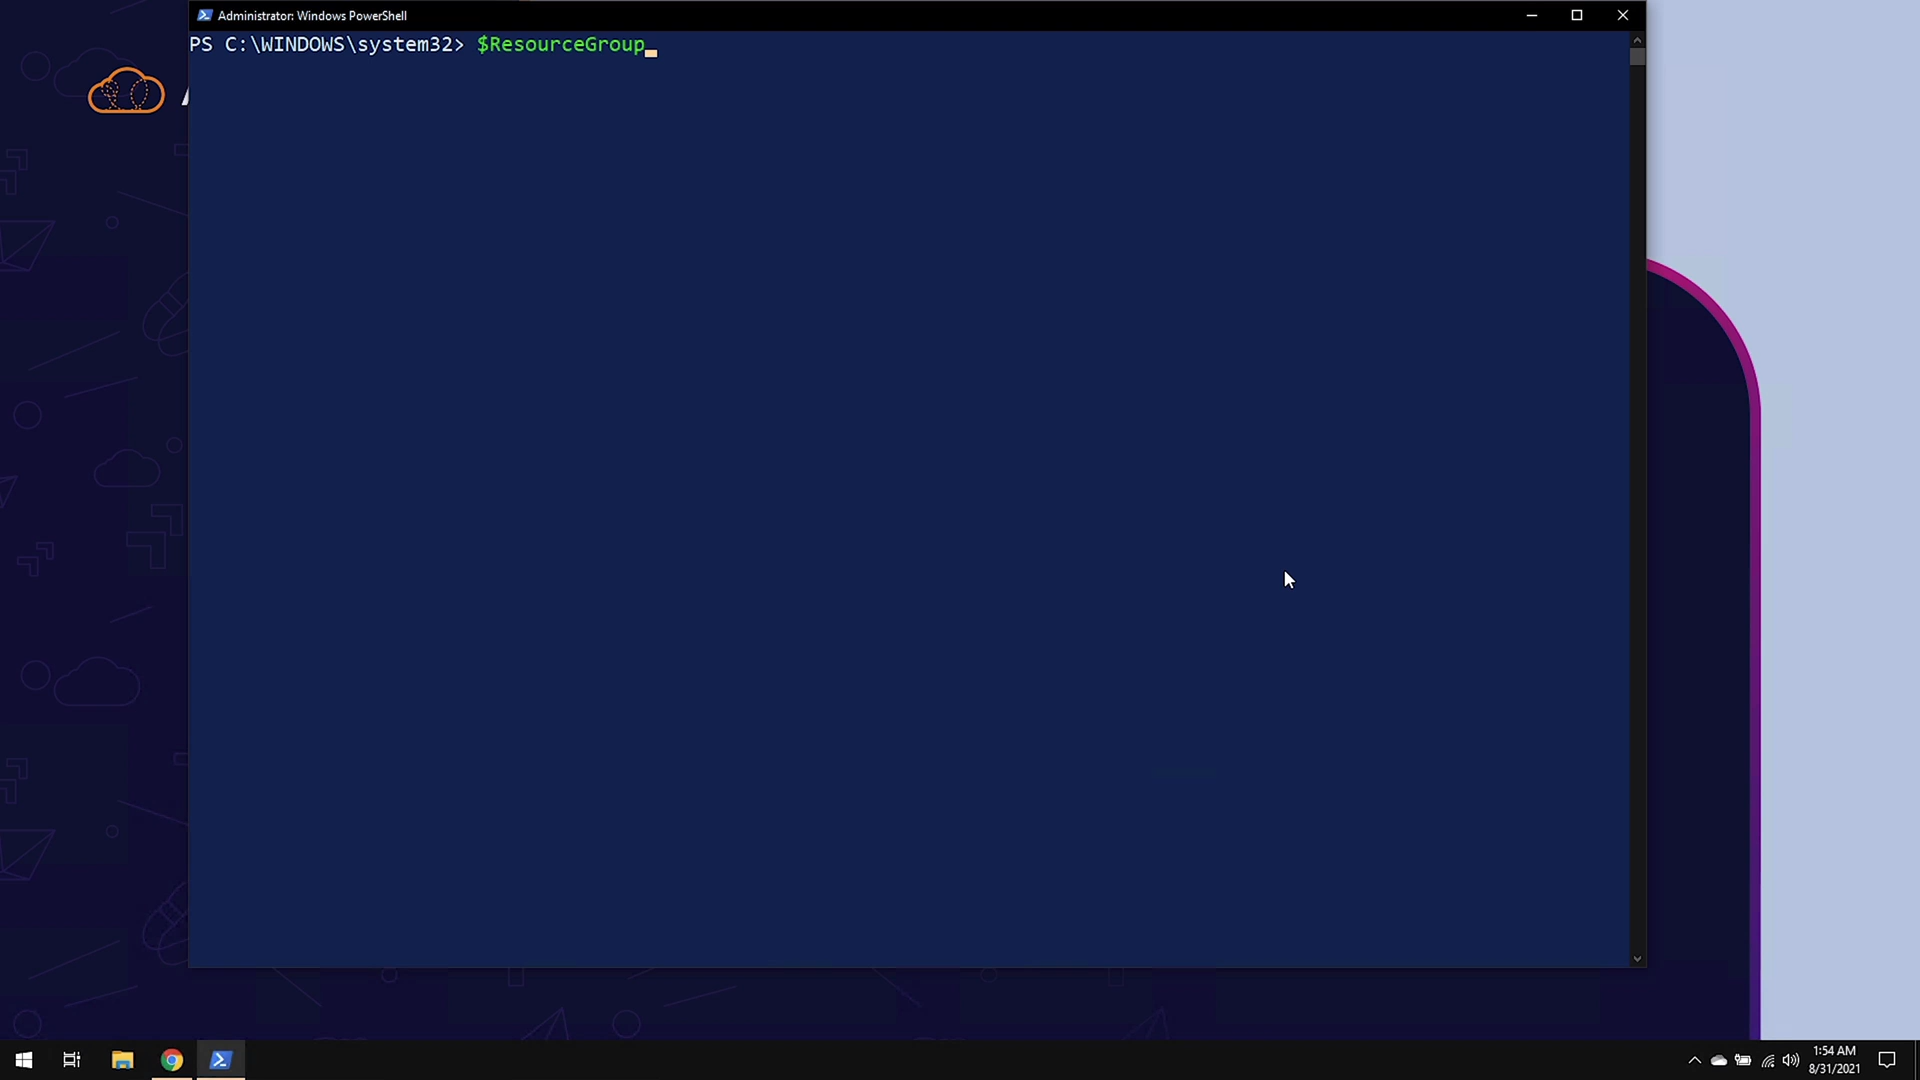 Administrator: Windows PowerShell
PS C:\WINDOWS\system32> $ResourceGroup
1:54 AM
8/31/2021